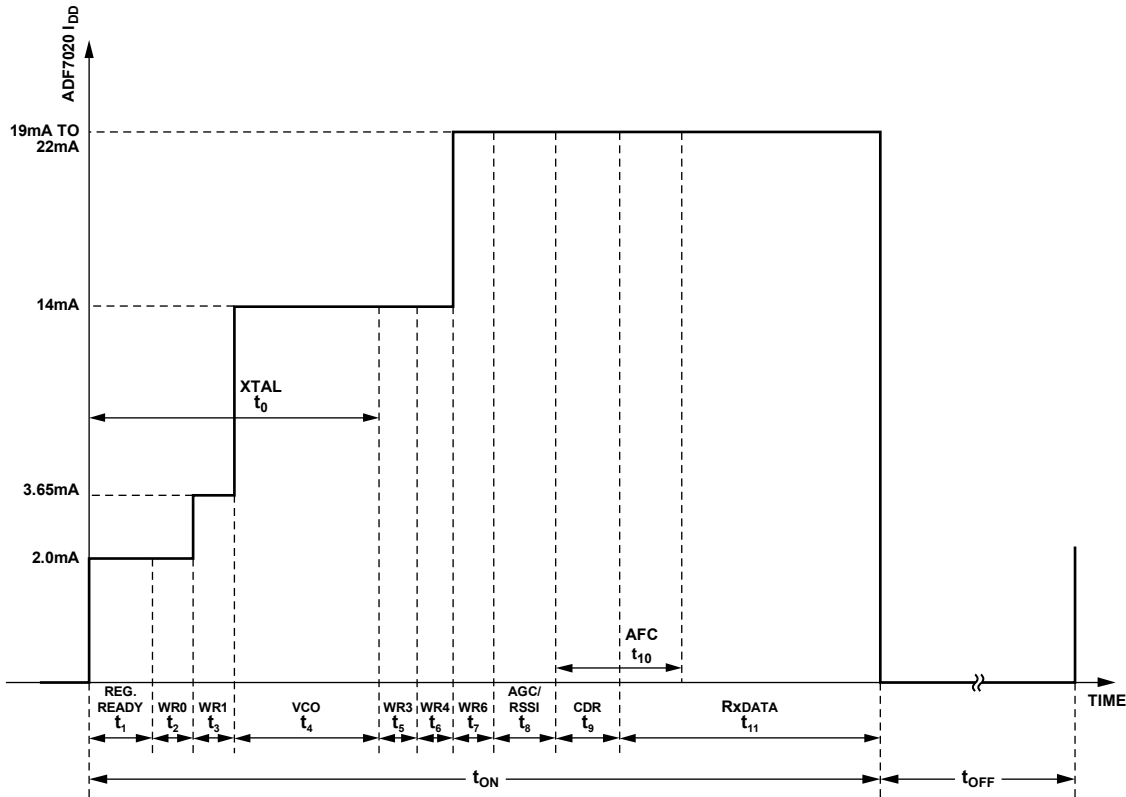 ADF7020 IDD
19mA TO
22mA
14mA
XTAL
t0
3.65mA
2.0mA
AFC
t10
TIME
REG.
READY
t1
WR0
t2
WR1
t3
VCO
t4
WR3
t5
WR4
t6
WR6
t7
AGC/
RSSI
t8
CDR
t9
RxDATA
t11
tON
tOFF